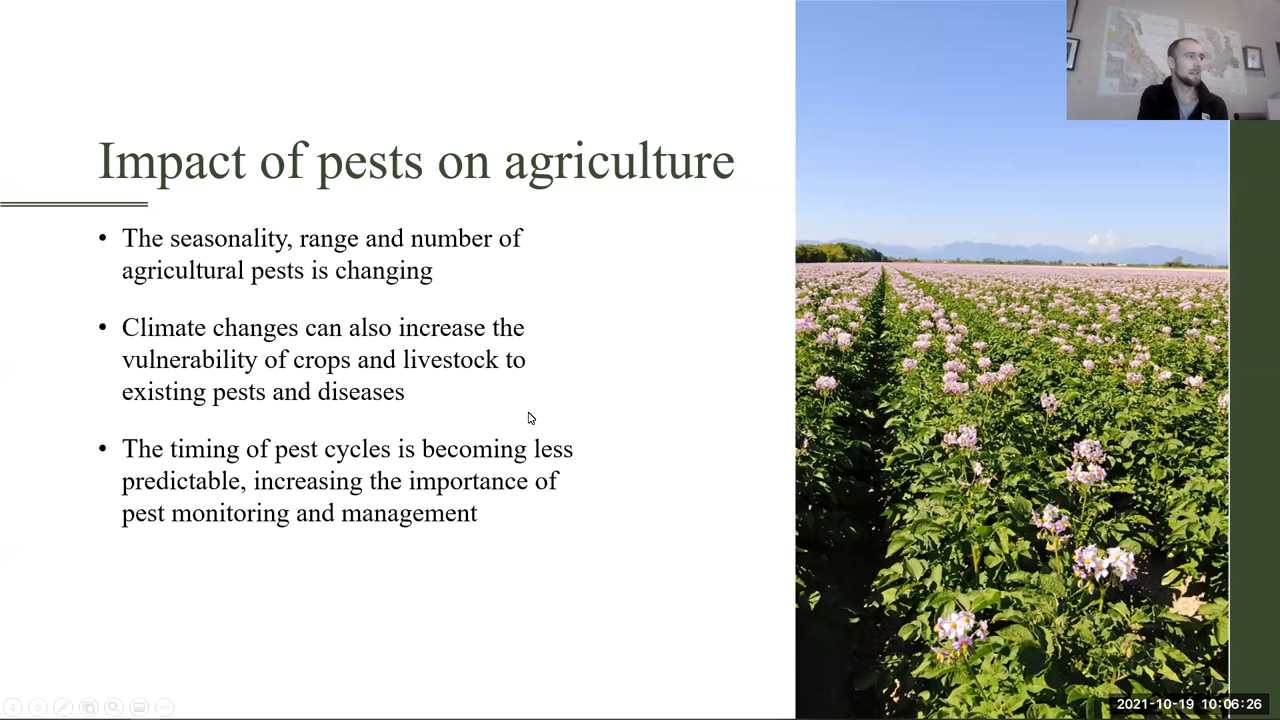 Impact of pests on agriculture
• The seasonality, range and number of
agricultural pests is changing
• Climate changes can also increase the
vulnerability of crops and livestock to
existing pests and diseases
• The timing of pest cycles is becoming less
predictable, increasing the importance of
pest monitoring and management
2021-10-19 10:06:26